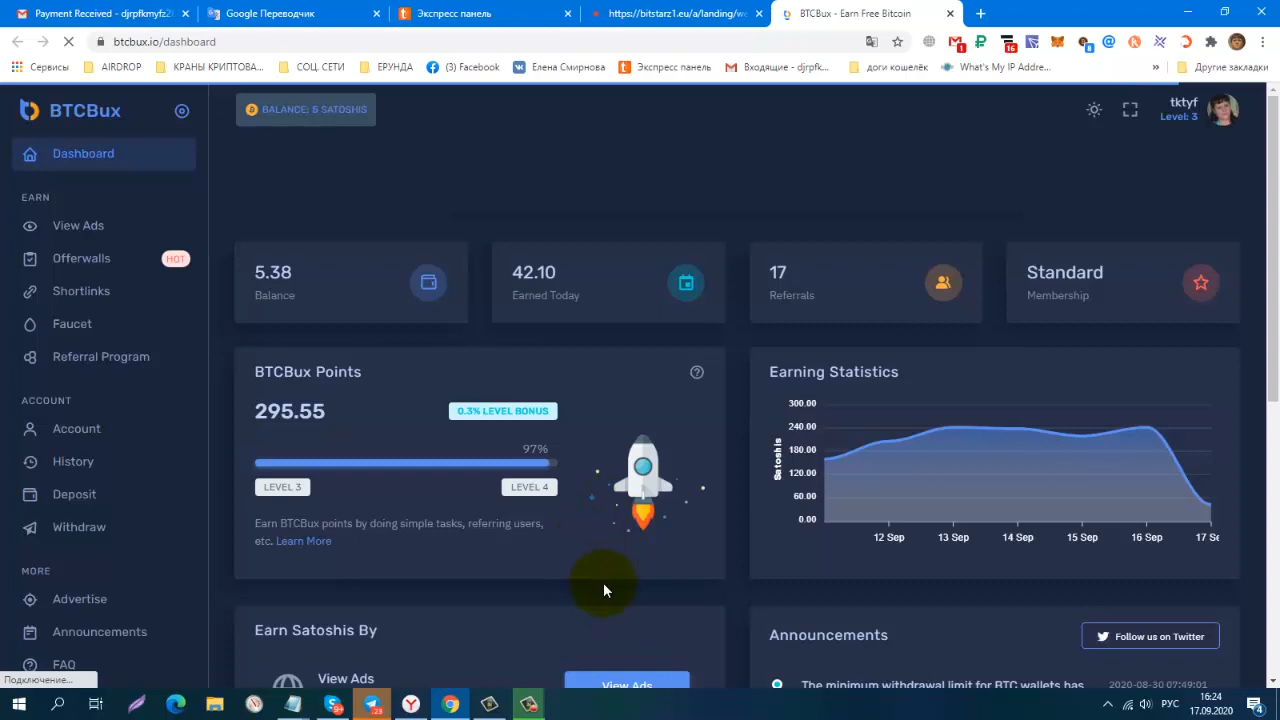 Payment Received - djrpfkmyfz2
Google Переводчик
Экспресс панель
https://bitstarz1.eu/a/landing/we
BTCBux - Earn Free Bitcoin
btcbux.io/dashboard
1
16
8
Сервисы
AIRDROP
КРАНЫ КРИПТОВА...
СОЦ. СЕТИ
ЕРУНДА
(3) Facebook
Елена Смирнова
Экспресс панель
Входящие - djrpfk...
доги кошелёк
What's My IP Addre...
»
Другие закладки
BTCBux
BALANCE; 5 SATOSHIS
tktyf
Level: 3
Dashboard
EARN
View Ads
Offerwalls
HOT
Shortlinks
Faucet
Referral Program
ACCOUNT
Account
History
Deposit
Withdraw
MORE
Advertise
Announcements
FAQ
5.38
Balance
42.10
Earned Today
17
Referrals
Standard
Membership
BTCBux Points
295.55
0.3% LEVEL BONUS
97%
LEVEL 3
LEVEL 4
Earn BTCBux points by doing simple tasks, referring users,
etc. Learn More
Earning Statistics
300.00
240.00
180.00
120.00
60.00
0.00
Satoshis
12 Sep
13 Sep
14 Sep
15 Sep
16 Sep
17 Se
Earn Satoshis By
View Ads
View Ads
Announcements
Follow us on Twitter
The minimum withdrawal limit for BTC wallets has
2020-08-30 07:49:01
Подключение...
23
РУС
16:24
17.09.2020
4